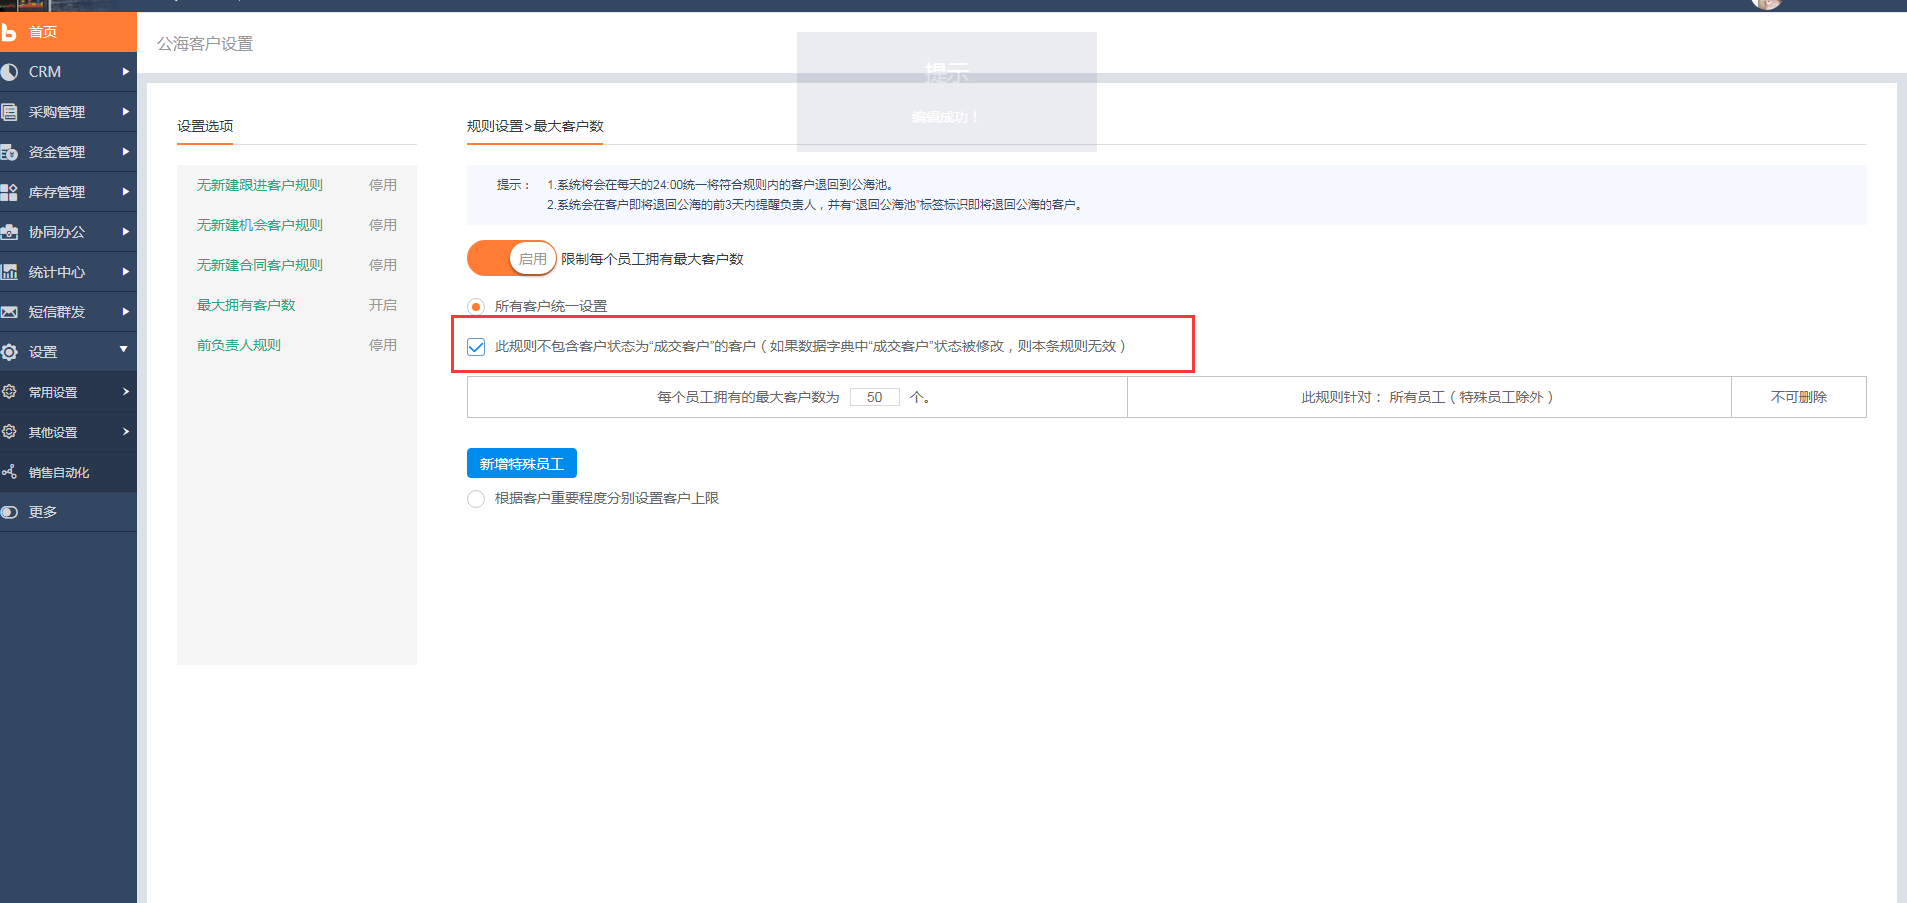 首页
CRM
采购管理
资金管理
库存管理
协同办公
统计中心
短信群发
设置
常用设置
其他设置
销售自动化
更多
公海客户设置
提示
编辑成功！
设置选项
无新建跟进客户规则 停用
无新建机会客户规则 停用
无新建合同客户规则 停用
最大拥有客户数 开启
前负责人规则 停用
规则设置>最大客户数
提示： 1.系统将会在每天的24:00统一将符合规则内的客户退回到公海池。
2.系统会在客户即将退回公海的前3天内提醒负责人，并有“退回公海池”标签标识即将退回公海的客户。
启用 限制每个员工拥有最大客户数
所有客户统一设置
此规则不包含客户状态为“成交客户”的客户（如果数据字典中“成交客户”状态被修改，则本条规则无效）
每个员工拥有的最大客户数为 50 个。 此规则针对： 所有员工（特殊员工除外） 不可删除
新增特殊员工
根据客户重要程度分别设置客户上限